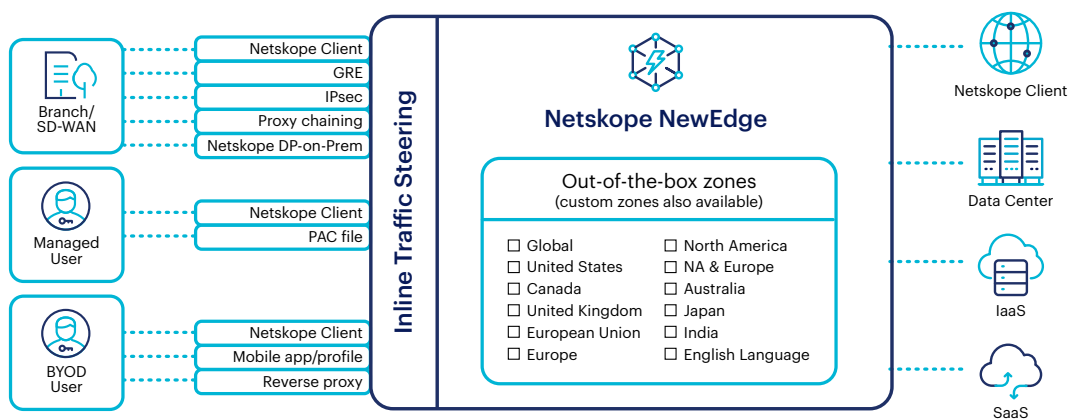 Branch/
SD-WAN
Netskope Client
GRE
IPsec
Proxy chaining
Netskope DP-on-Prem
Managed
User
Netskope Client
PAC file
BYOD
User
Netskope Client
Mobile app/profile
Reverse proxy
Inline Traffic Steering
Netskope NewEdge
Out-of-the-box zones
(custom zones also available)
Global
United States
Canada
United Kingdom
European Union
Europe
North America
NA & Europe
Australia
Japan
India
English Language
Netskope Client
Data Center
IaaS
SaaS